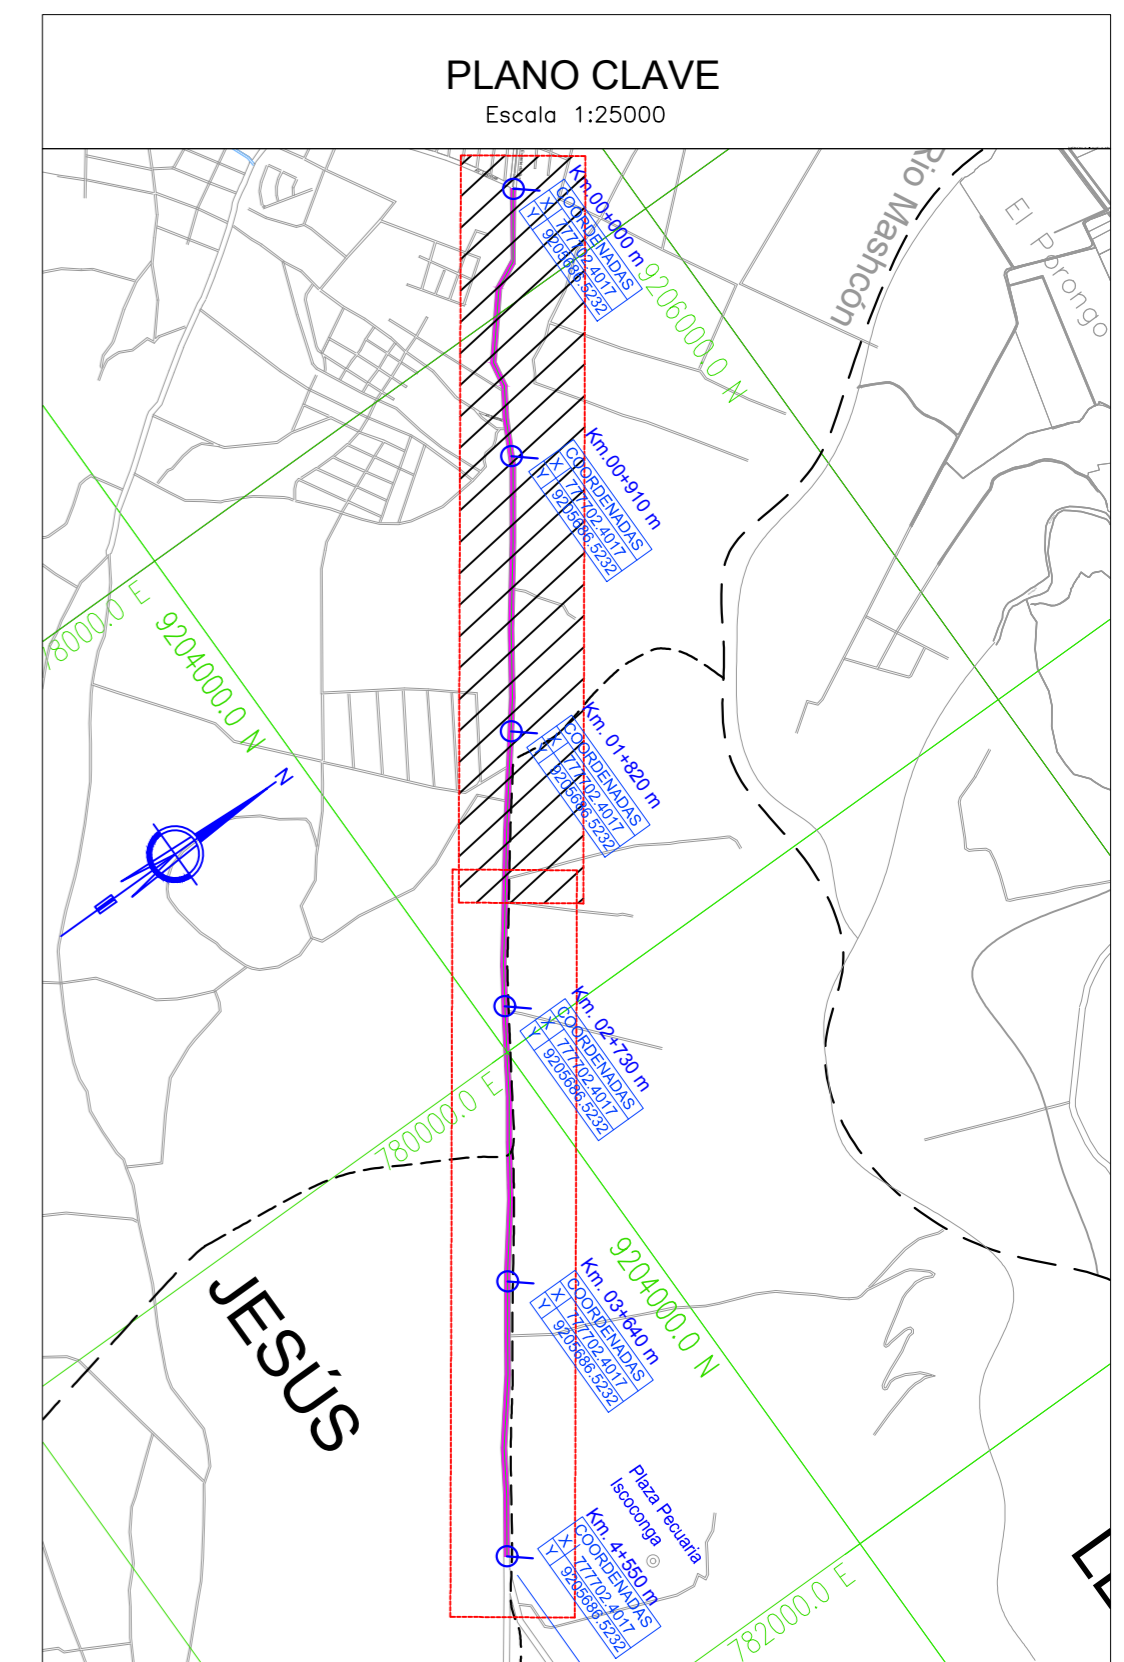 PLANO CLAVE
Escala 1:25000
Río Mashcón
El Porongo
Km.00+000 m
COORDENADAS
X 777702.4017
Y 9205686.5232
9206000.0 N
Km.00+910 m
COORDENADAS
X 777702.4017
Y 9205686.5232
78000.0 E
9204000.0 N
N
Km. 01+820 m
COORDENADAS
X 777702.4017
Y 9205686.5232
Km. 02+730 m
COORDENADAS
X 777702.4017
Y 9205686.5232
780000.0 E
9204000.0 N
Km. 03+640 m
COORDENADAS
X 777702.4017
Y 9205686.5232
JESÚS
Plaza Pecuaria
Iscoconga
Km. 4+550 m
COORDENADAS
X 777702.4017
Y 9205686.5232
782000.0 E